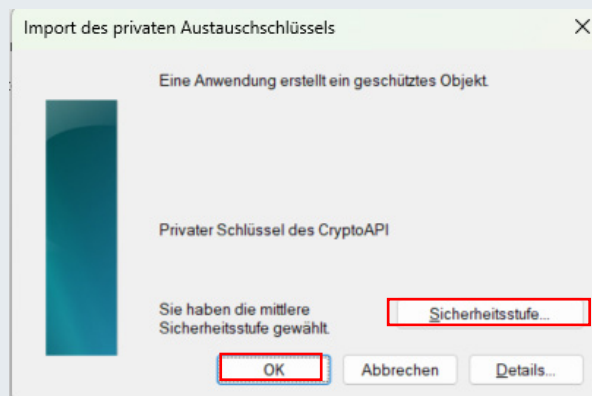 Import des privaten Austauschschlüssels
Eine Anwendung erstellt ein geschütztes Objekt.
Privater Schlüssel des CryptoAPI
Sie haben die mittlere
Sicherheitsstufe gewählt.
Sicherheitsstufe...
OK
Abbrechen
Details...